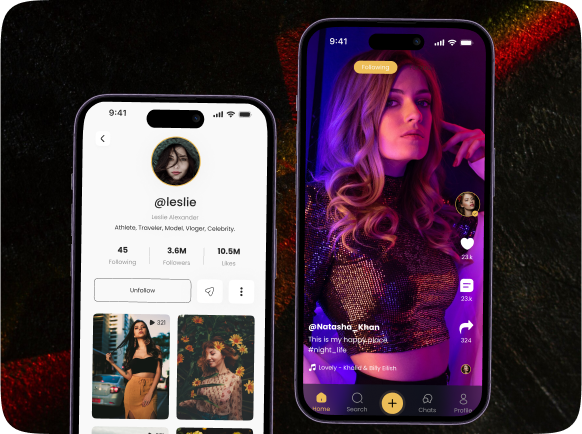 9:41
@leslie
Leslie Alexander
Athlete, Traveler, Model, Vloger, Celebrity.
45 3.6M 10.5M
Following Followers Likes
Unfollow
321
9:41
Following
23.k
23.k
324
@Natasha_Khan
This is my happy place
#night_life
Lovely - Khalid & Billy Eilish
Home Search Chats Profile